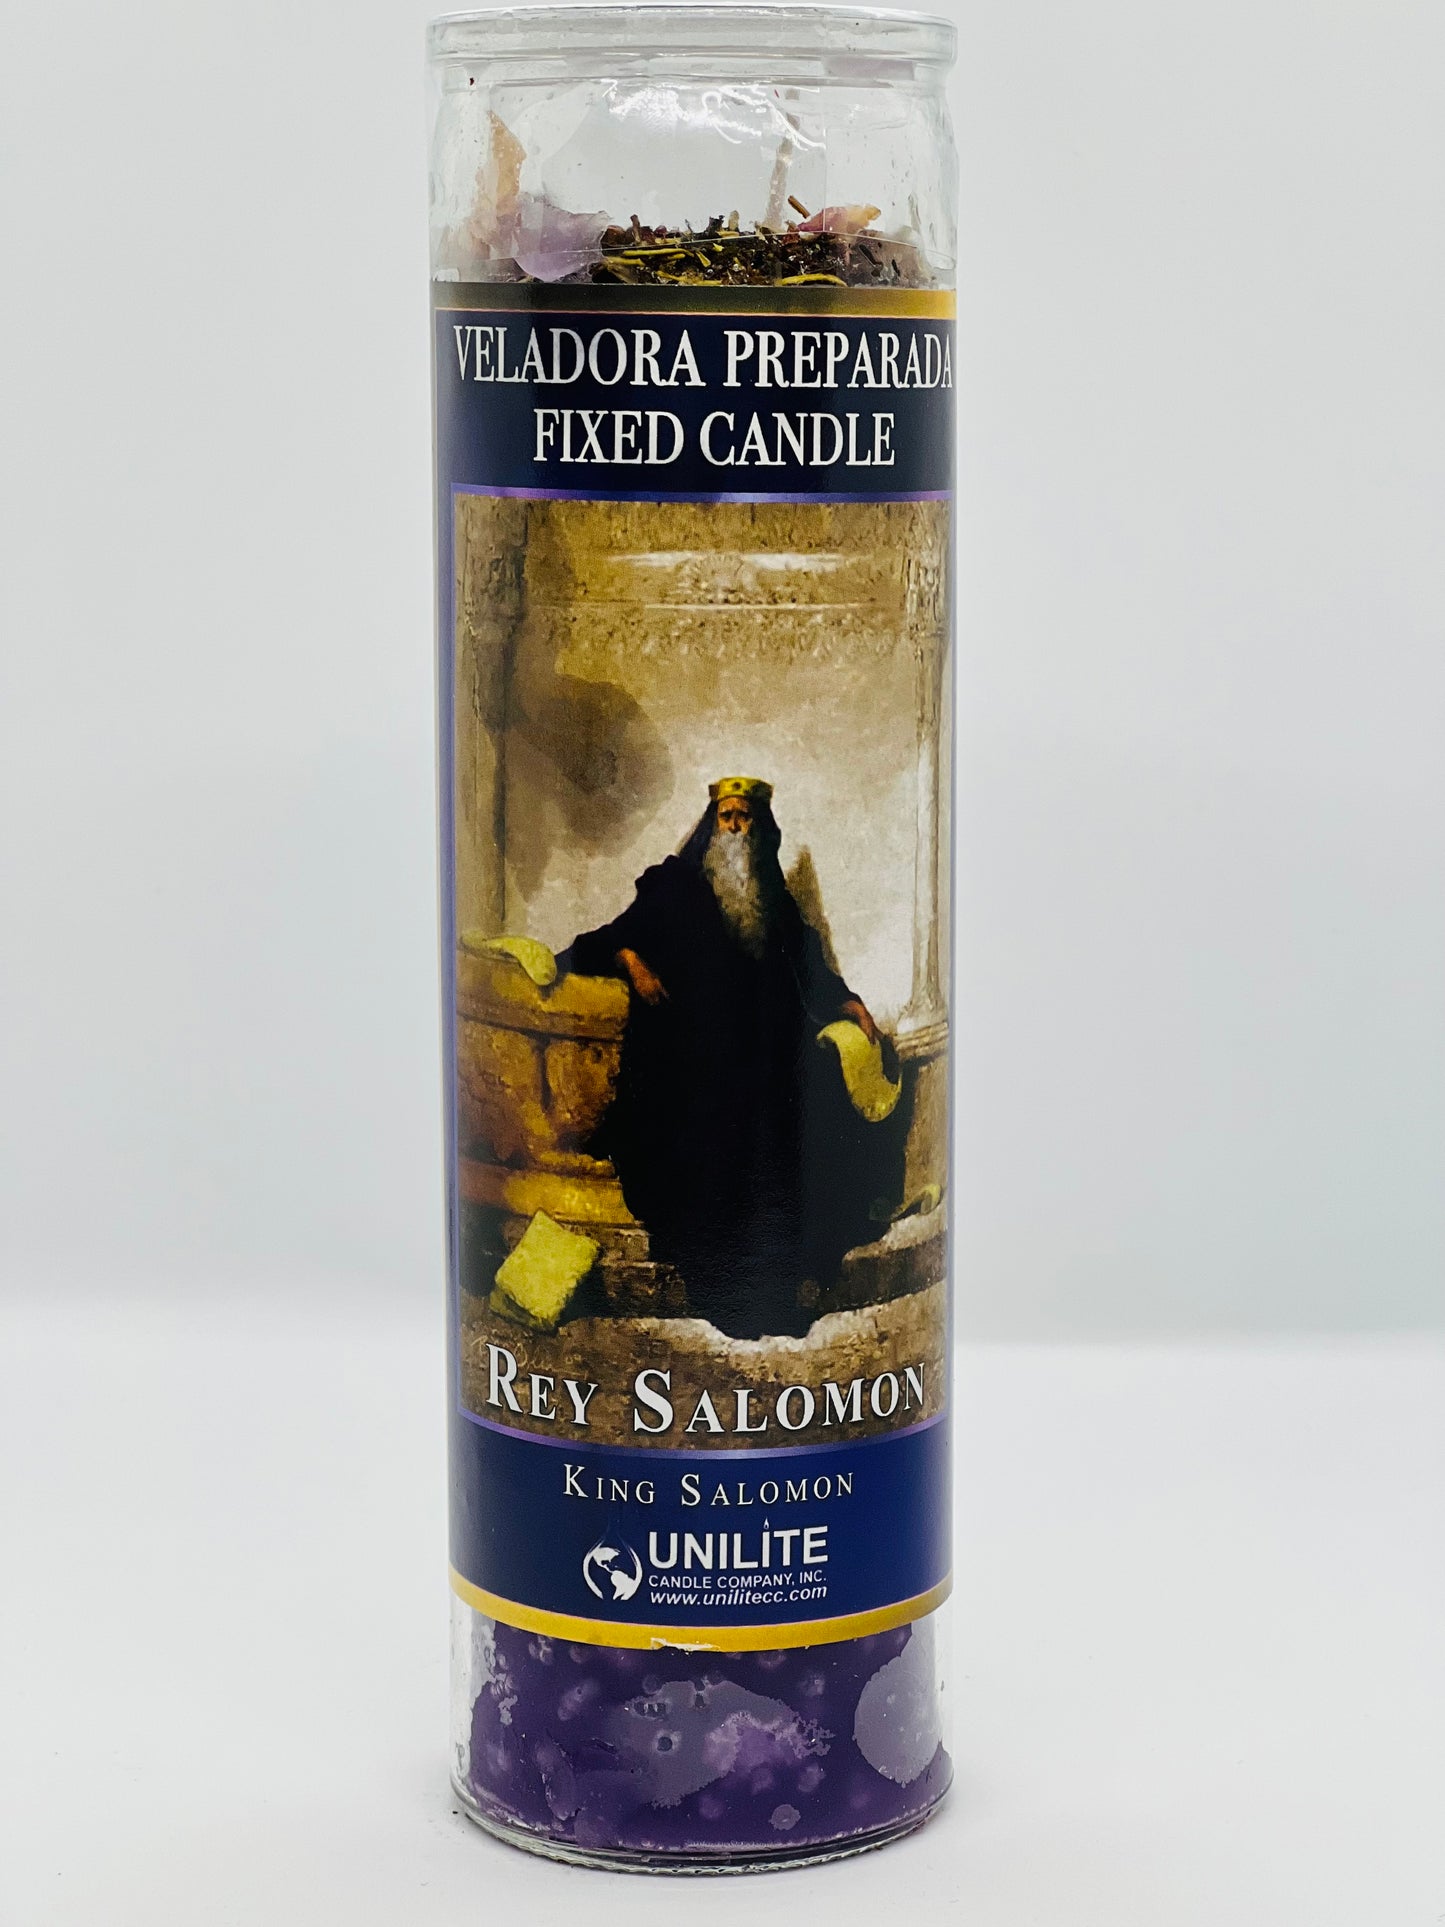 VELADORA PREPARADA
FIXED CANDLE
REY SALOMON
KING SALOMON
UNILITE
CANDLE COMPANY, INC.
www.unilitecc.com